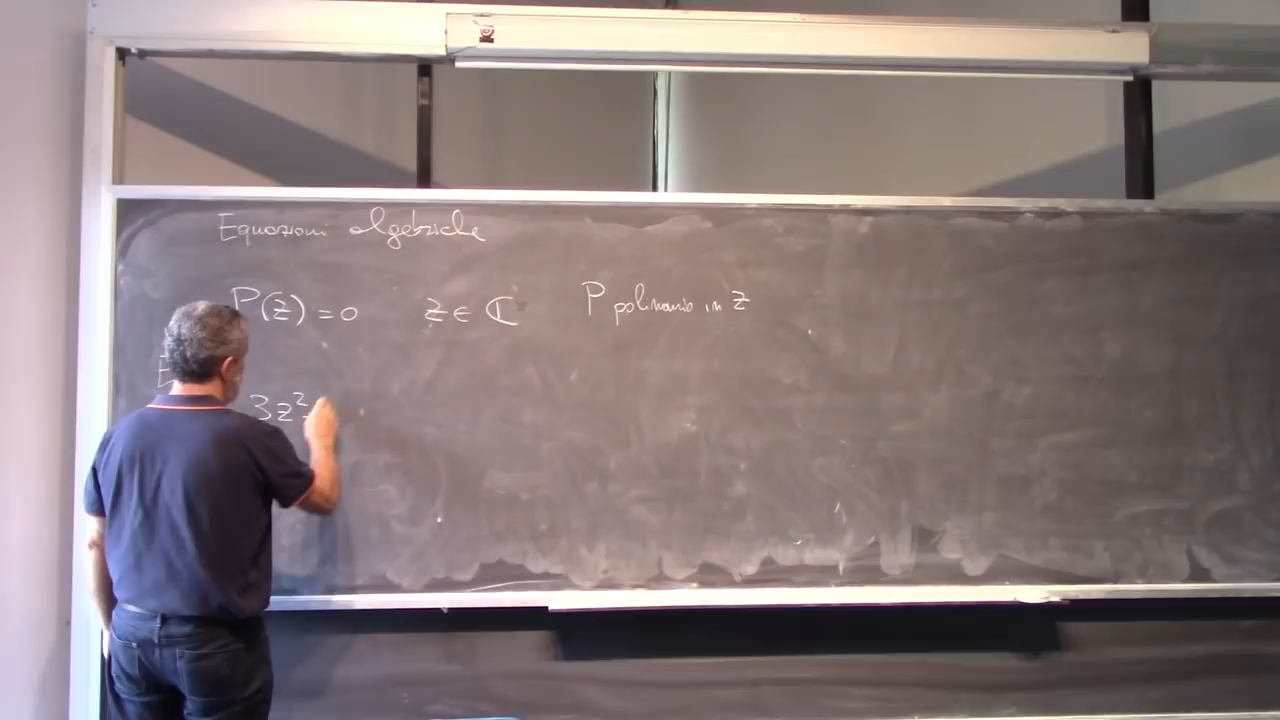 Equazioni algebriche
P(z) = 0 z ∈ ℂ P polinomio in z
E
3z²